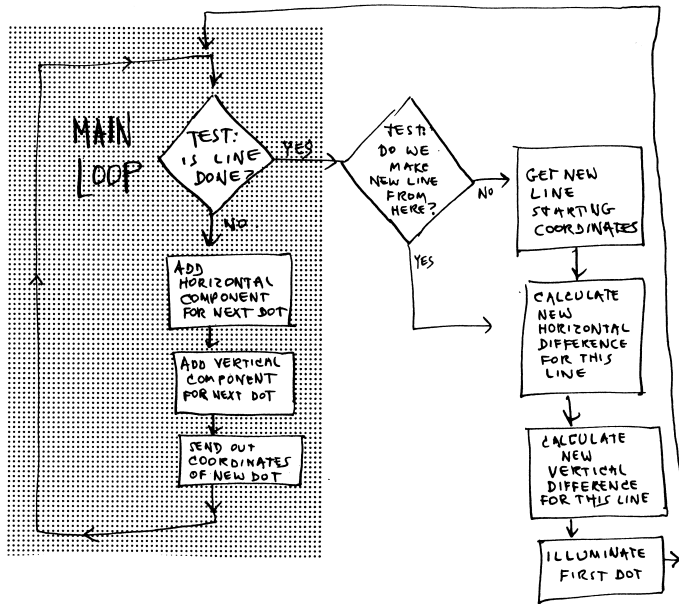 MAIN
LOOP
TEST:
IS LINE
DONE?
YES
NO
ADD
HORIZONTAL
COMPONENT
FOR NEXT DOT
ADD VERTICAL
COMPONENT
FOR NEXT DOT
SEND OUT
COORDINATES
OF NEW DOT
TEST:
DO WE
MAKE
NEW LINE
FROM
HERE?
NO
YES
GET NEW
LINE
STARTING
COORDINATES
CALCULATE
NEW
HORIZONTAL
DIFFERENCE
FOR THIS
LINE
CALCULATE
NEW
VERTICAL
DIFFERENCE
FOR THIS LINE
ILLUMINATE
FIRST DOT